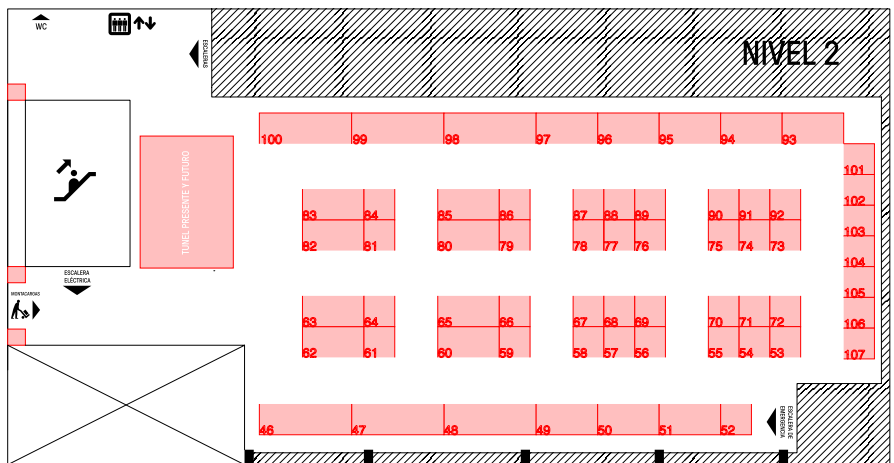 WC
ESCALERAS
NIVEL 2
100 99 98 97 96 95 94 93
101
TUNEL PRESENTE Y FUTURO
102
83 84 85 86 87 88 89 90 91 92
103
82 81 80 79 78 77 76 75 74 73
104
ESCALERA
ELÉCTRICA
105
MONTACARGAS
63 64 65 66 67 68 69 70 71 72
106
62 61 60 59 58 57 56 55 54 53
107
46 47 48 49 50 51 52
ESCALERA DE
EMERGENCIA